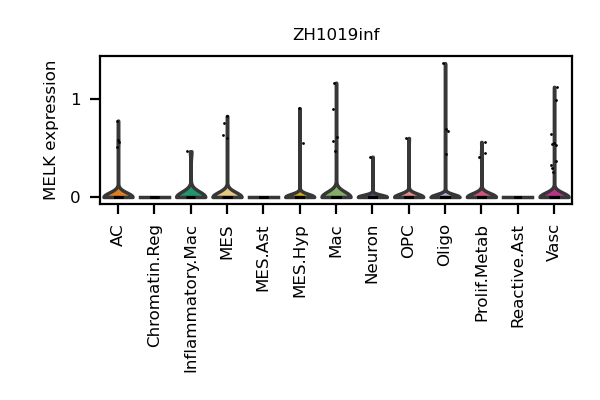 ZH1019inf
MELK expression
1
0
AC
Chromatin.Reg
Inflammatory.Mac
MES
MES.Ast
MES.Hyp
Mac
Neuron
OPC
Oligo
Prolif.Metab
Reactive.Ast
Vasc